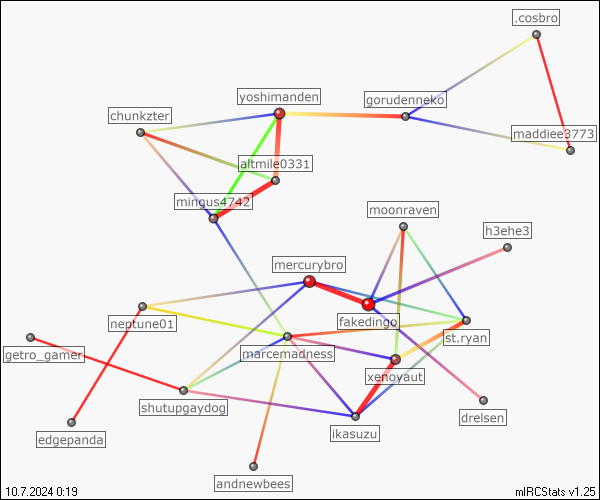 .cosbro
yoshimanden
gorudenneko
chunkzter
maddiee3773
altmile0331
mingus4742
moonraven
h3ehe3
mercurybro
fakedingo
neptune01
st.ryan
getro_gamer
marcemadness
xenoyaut
shutupgaydog
drelsen
edgepanda
ikasuzu
andnewbees
10.7.2024 0:19
mIRCStats v1.25